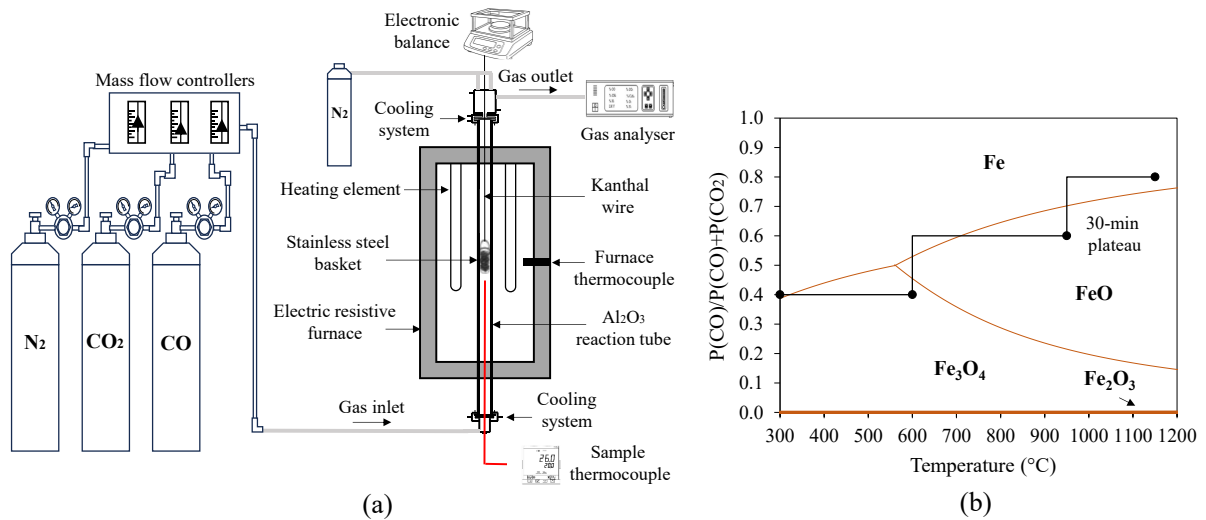 Electronic
balance
Mass flow controllers
N2
Gas outlet
Cooling
system
Gas analyser
Heating element
Kanthal
wire
Stainless steel
basket
Furnace
thermocouple
Electric resistive
furnace
Al2O3
reaction tube
N2
CO2
CO
Gas inlet
Cooling
system
26.0
200
Sample
thermocouple
(a)
P(CO)/P(CO)+P(CO2)
1.0
0.9
0.8
0.7
0.6
0.5
0.4
0.3
0.2
0.1
0.0
Fe
30-min
plateau
FeO
Fe3O4
Fe2O3
300 400 500 600 700 800 900 1000 1100 1200
Temperature (°C)
(b)